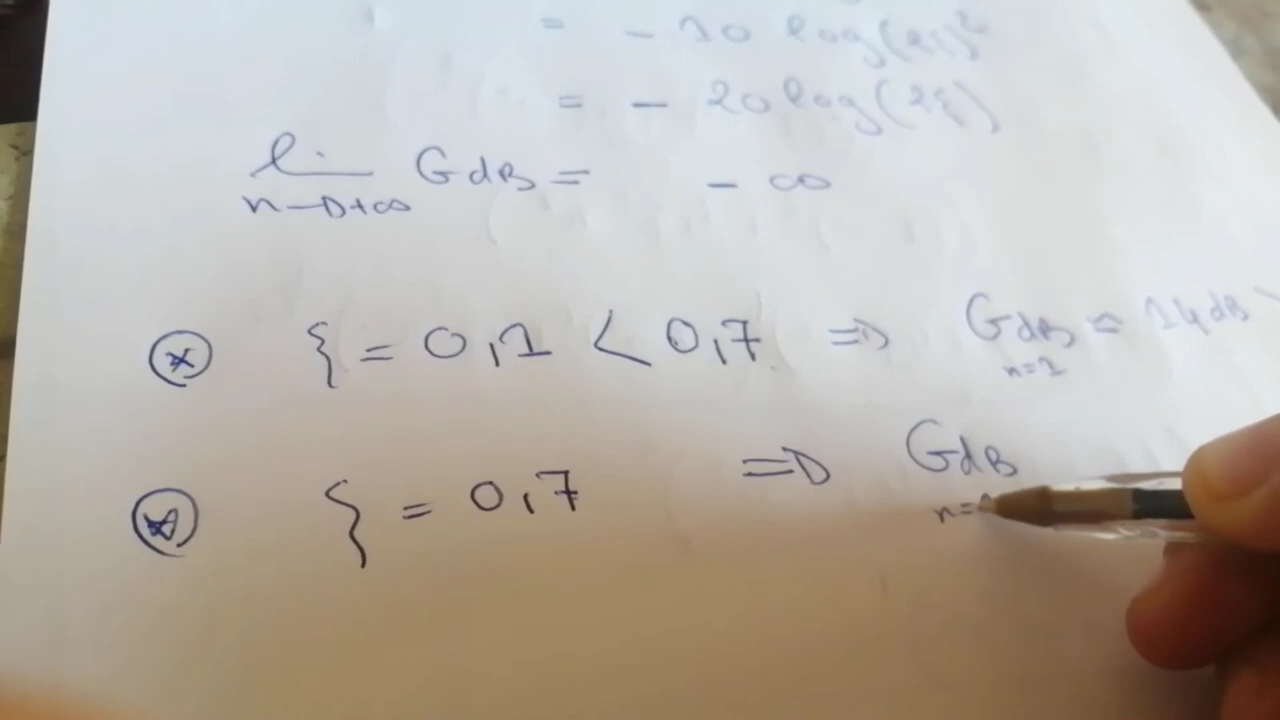 = - 10 log(2ξ)²
= - 20 log(2ξ)
lim GdB = - ∞
n→+∞
ξ = 0,1 < 0,7 ⇒ GdB = 14dB
n=1
ξ = 0,7 ⇒ GdB
n=